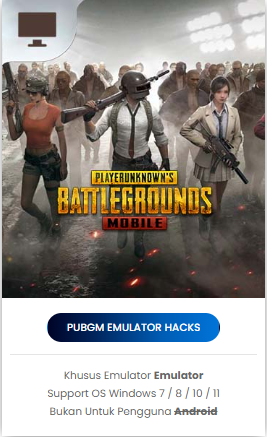 PLAYERUNKNOWN'S
BATTLEGROUNDS
MOBILE
PUBGM EMULATOR HACKS
Khusus Emulator Emulator
Support OS Windows 7 / 8 / 10 / 11
Bukan Untuk Pengguna Android